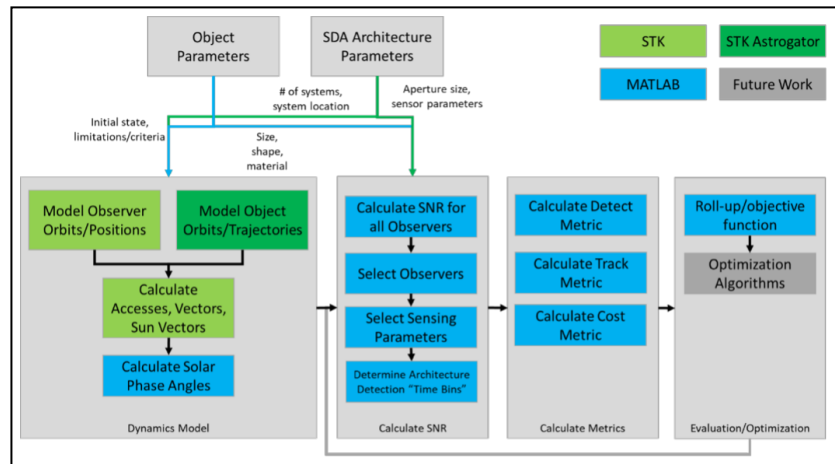 Object
Parameters
SDA Architecture
Parameters
STK
STK Astrogator
MATLAB
Future Work
# of systems,
system location
Aperture size,
sensor parameters
Initial state,
limitations/criteria
Size,
shape,
material
Model Observer
Orbits/Positions
Model Object
Orbits/Trajectories
Calculate
Accesses, Vectors,
Sun Vectors
Calculate Solar
Phase Angles
Dynamics Model
Calculate SNR for
all Observers
Select Observers
Select Sensing
Parameters
Determine Architecture
Detection “Time Bins”
Calculate SNR
Calculate Detect
Metric
Calculate Track
Metric
Calculate Cost
Metric
Calculate Metrics
Roll-up/objective
function
Optimization
Algorithms
Evaluation/Optimization